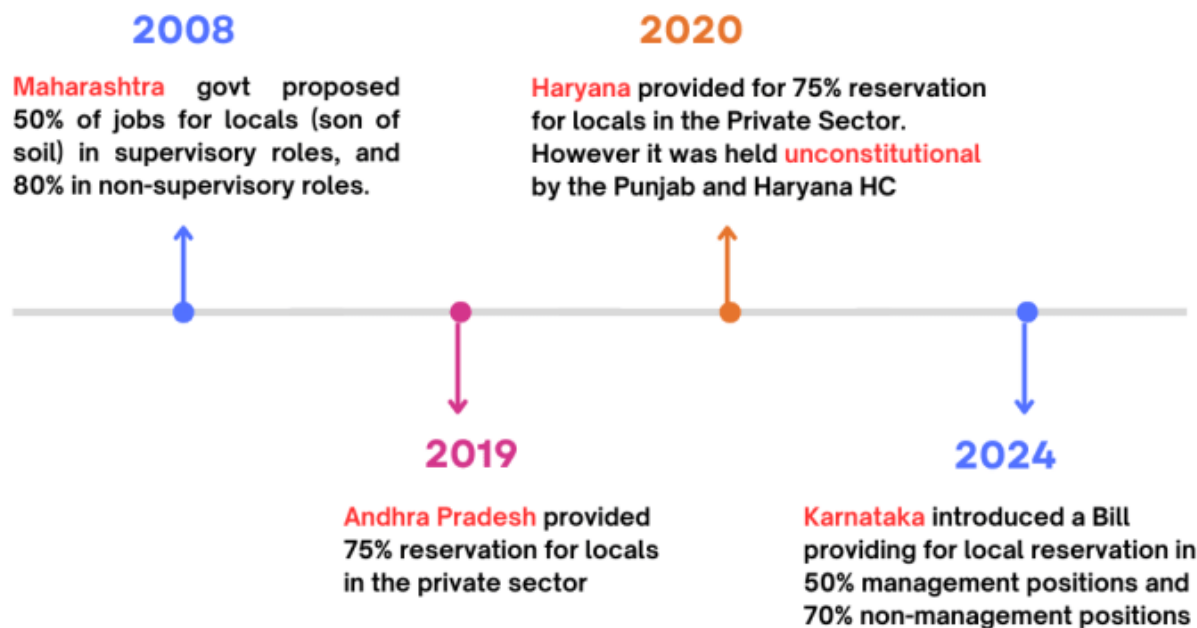 2008
Maharashtra govt proposed
50% of jobs for locals (son of
soil) in supervisory roles, and
80% in non-supervisory roles.
2020
Haryana provided for 75% reservation
for locals in the Private Sector.
However it was held unconstitutional
by the Punjab and Haryana HC
2019
Andhra Pradesh provided
75% reservation for locals
in the private sector
2024
Karnataka introduced a Bill
providing for local reservation in
50% management positions and
70% non-management positions